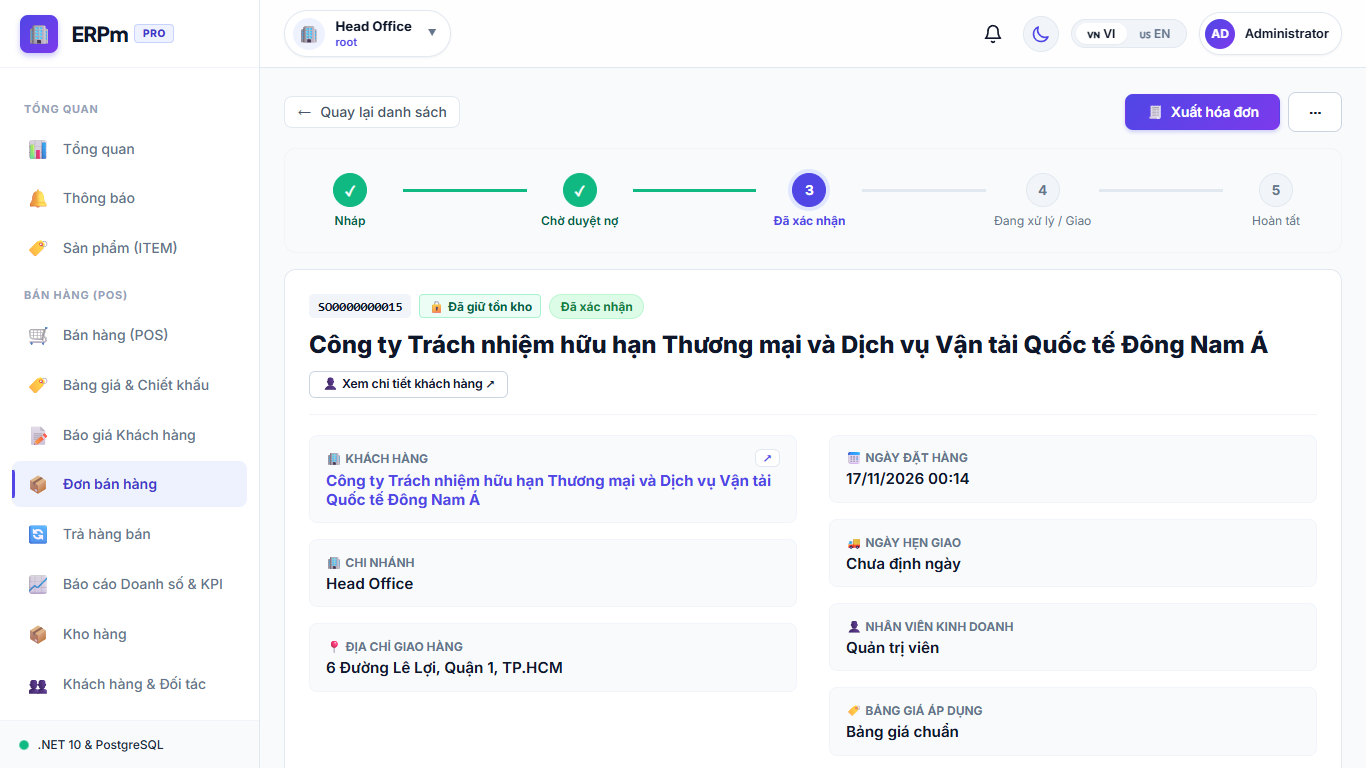 ERPm PRO
Head Office
root
VN VI
US EN
AD
Administrator
TỔNG QUAN
Tổng quan
Thông báo
Sản phẩm (ITEM)
BÁN HÀNG (POS)
Bán hàng (POS)
Bảng giá & Chiết khấu
Báo giá Khách hàng
Đơn bán hàng
Trả hàng bán
Báo cáo Doanh số & KPI
Kho hàng
Khách hàng & Đối tác
.NET 10 & PostgreSQL
← Quay lại danh sách
Xuất hóa đơn
...
✓
✓
3
4
5
Nháp
Chờ duyệt nợ
Đã xác nhận
Đang xử lý / Giao
Hoàn tất
SO0000000015
Đã giữ tồn kho
Đã xác nhận
Công ty Trách nhiệm hữu hạn Thương mại và Dịch vụ Vận tải Quốc tế Đông Nam Á
Xem chi tiết khách hàng ↗
KHÁCH HÀNG
↗
Công ty Trách nhiệm hữu hạn Thương mại và Dịch vụ Vận tải
Quốc tế Đông Nam Á
CHI NHÁNH
Head Office
ĐỊA CHỈ GIAO HÀNG
6 Đường Lê Lợi, Quận 1, TP.HCM
NGÀY ĐẶT HÀNG
17/11/2026 00:14
NGÀY HẸN GIAO
Chưa định ngày
NHÂN VIÊN KINH DOANH
Quản trị viên
BẢNG GIÁ ÁP DỤNG
Bảng giá chuẩn